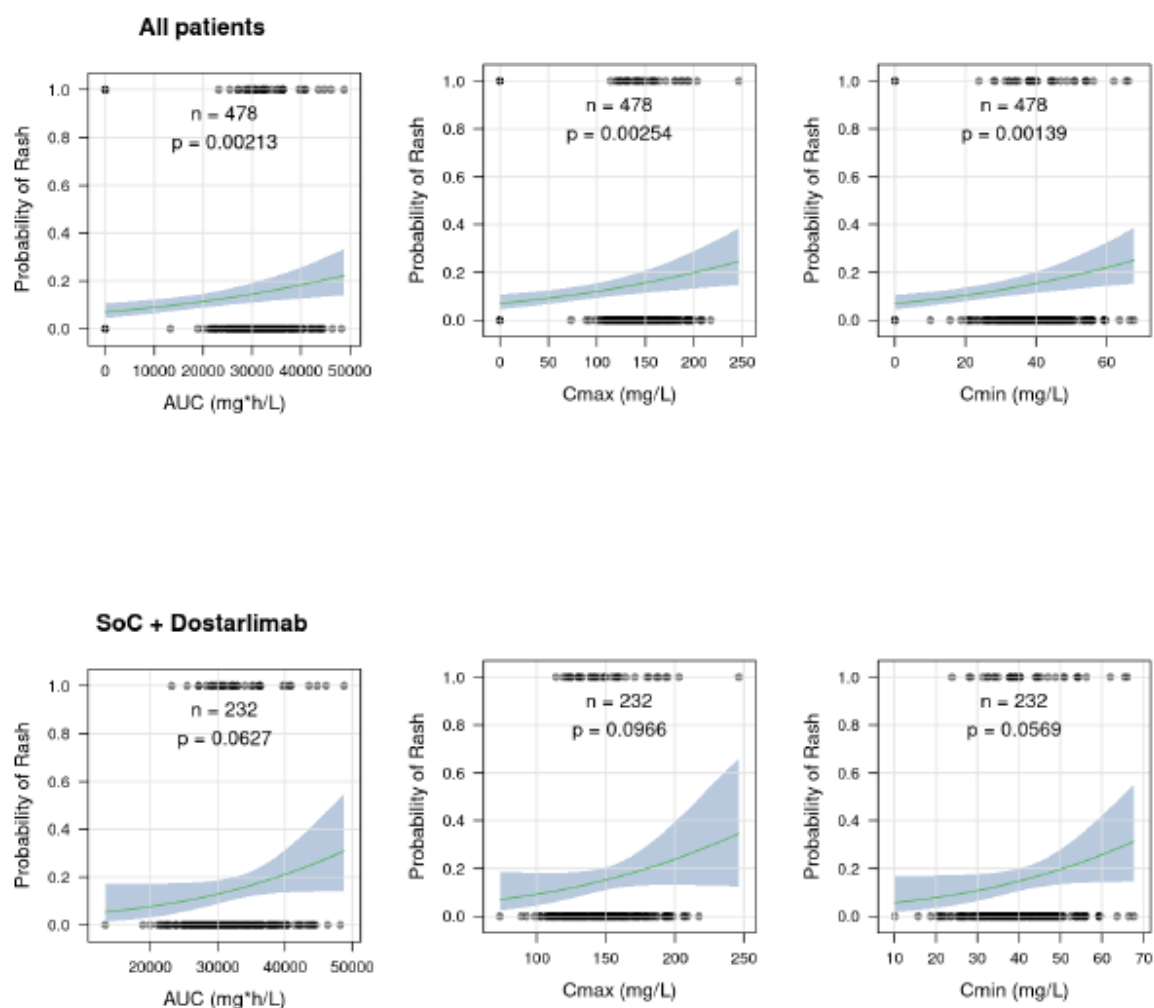 All patients
Probability of Rash
1.0
0.8
0.6
0.4
0.2
0.0
n = 478
p = 0.00213
0 10000 20000 30000 40000 50000
AUC (mg*h/L)
Probability of Rash
1.0
0.8
0.6
0.4
0.2
0.0
n = 478
p = 0.00254
0 50 100 150 200 250
Cmax (mg/L)
Probability of Rash
1.0
0.8
0.6
0.4
0.2
0.0
n = 478
p = 0.00139
0 20 40 60
Cmin (mg/L)
SoC + Dostarlimab
Probability of Rash
1.0
0.8
0.6
0.4
0.2
0.0
n = 232
p = 0.0627
20000 30000 40000 50000
AUC (mg*h/L)
Probability of Rash
1.0
0.8
0.6
0.4
0.2
0.0
n = 232
p = 0.0966
100 150 200 250
Cmax (mg/L)
Probability of Rash
1.0
0.8
0.6
0.4
0.2
0.0
n = 232
p = 0.0569
10 20 30 40 50 60 70
Cmin (mg/L)